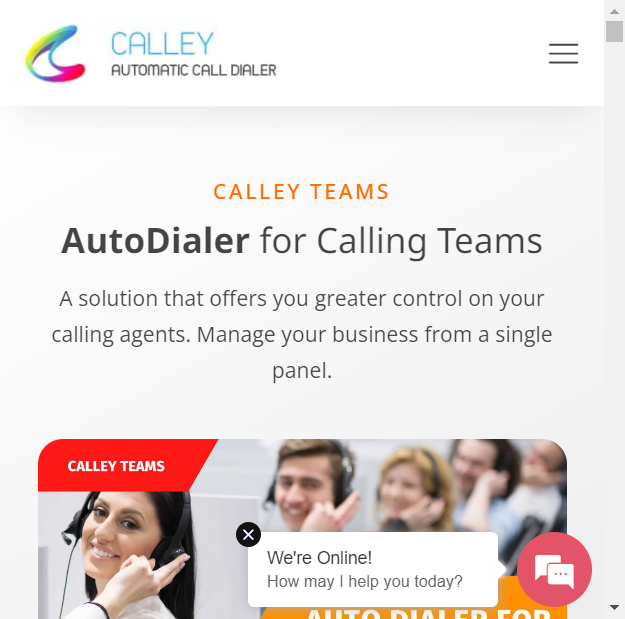 CALLEY
AUTOMATIC CALL DIALER
CALLEY TEAMS
AutoDialer for Calling Teams
A solution that offers you greater control on your
calling agents. Manage your business from a single
panel.
CALLEY TEAMS
We're Online!
How may I help you today?
AUTO DIALER FOR